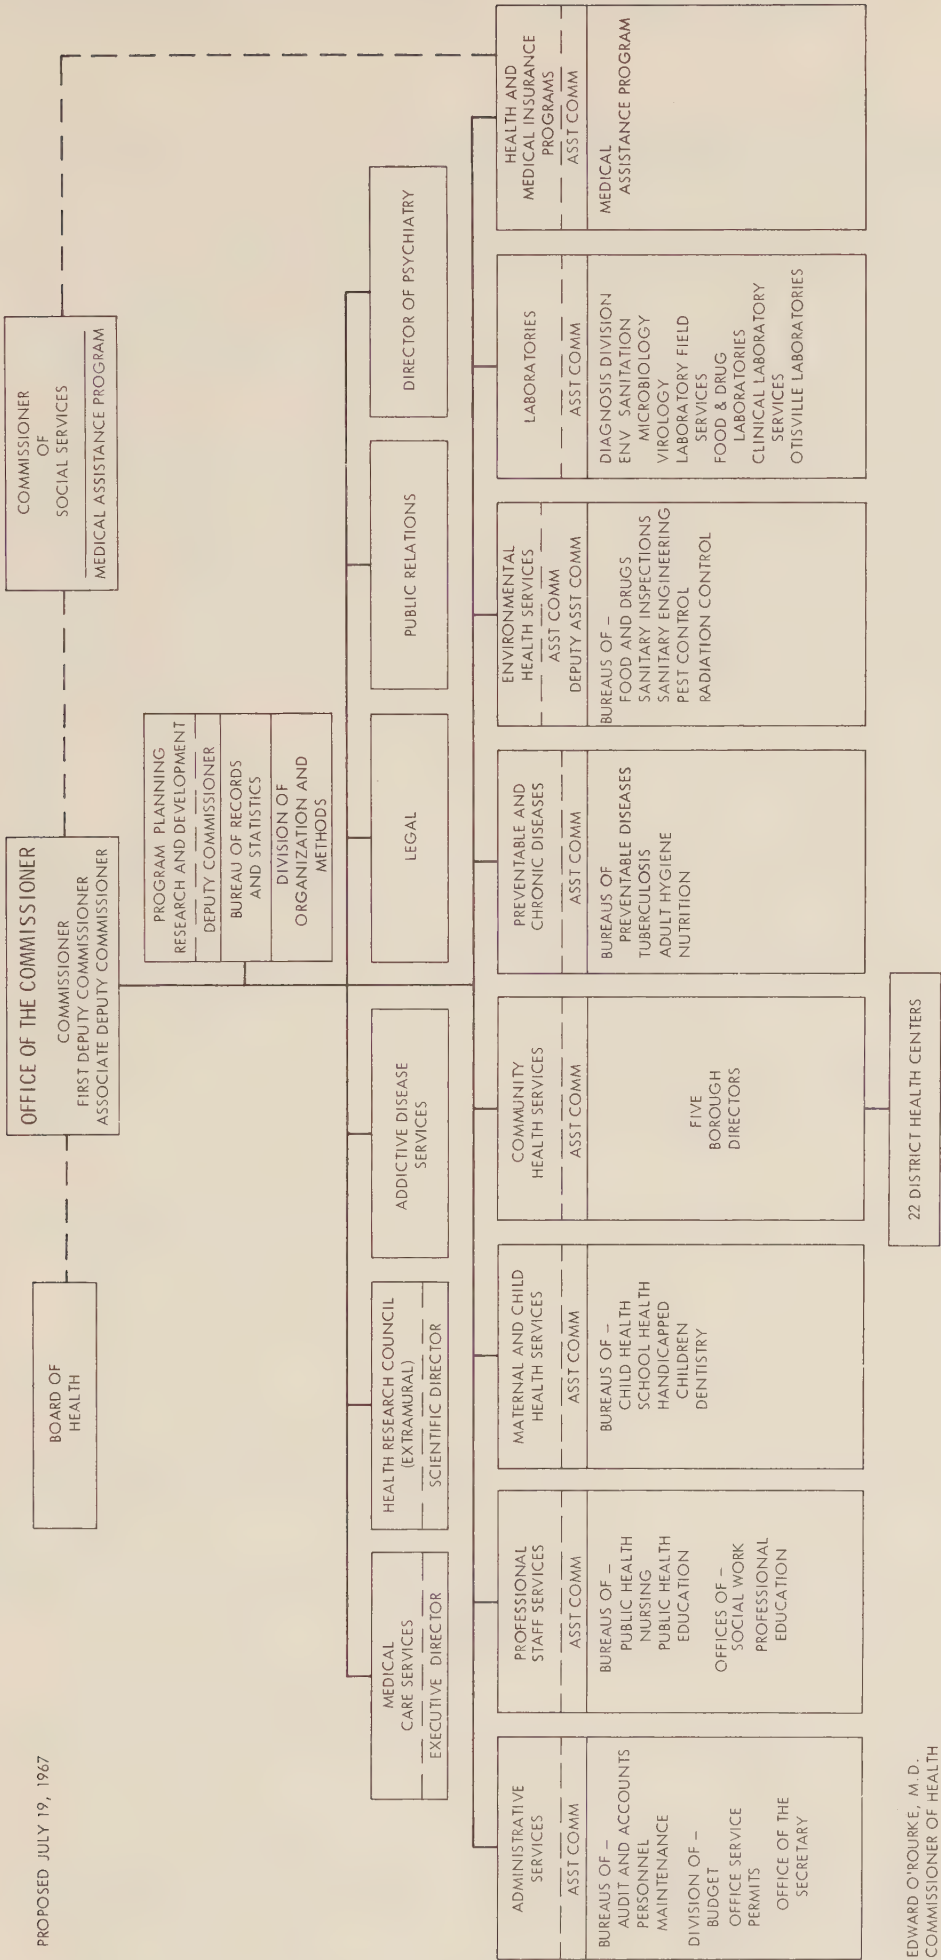 PROPOSED JULY 19, 1967
BOARD OF
HEALTH
OFFICE OF THE COMMISSIONER
COMMISSIONER
FIRST DEPUTY COMMISSIONER
ASSOCIATE DEPUTY COMMISSIONER
COMMISSIONER
OF
SOCIAL SERVICES
MEDICAL ASSISTANCE PROGRAM
PROGRAM PLANNING
RESEARCH AND DEVELOPMENT
DEPUTY COMMISSIONER
BUREAU OF RECORDS
AND STATISTICS
DIVISION OF
ORGANIZATION AND
METHODS
MEDICAL
CARE SERVICES
EXECUTIVE DIRECTOR
HEALTH RESEARCH COUNCIL
(EXTRAMURAL)
SCIENTIFIC DIRECTOR
ADDICTIVE DISEASE
SERVICES
LEGAL
PUBLIC RELATIONS
DIRECTOR OF PSYCHIATRY
ADMINISTRATIVE
SERVICES
ASST COMM
BUREAUS OF –
AUDIT AND ACCOUNTS
PERSONNEL
MAINTENANCE
DIVISION OF –
BUDGET
OFFICE SERVICE
PERMITS
OFFICE OF THE
SECRETARY
PROFESSIONAL
STAFF SERVICES
ASST COMM
BUREAUS OF –
PUBLIC HEALTH
NURSING
PUBLIC HEALTH
EDUCATION
OFFICES OF –
SOCIAL WORK
PROFESSIONAL
EDUCATION
MATERNAL AND CHILD
HEALTH SERVICES
ASST COMM
BUREAUS OF –
CHILD HEALTH
SCHOOL HEALTH
HANDICAPPED
CHILDREN
DENTISTRY
COMMUNITY
HEALTH SERVICES
ASST COMM
FIVE
BOROUGH
DIRECTORS
22 DISTRICT HEALTH CENTERS
PREVENTABLE AND
CHRONIC DISEASES
ASST COMM
BUREAUS OF
PREVENTABLE DISEASES
TUBERCULOSIS
ADULT HYGIENE
NUTRITION
ENVIRONMENTAL
HEALTH SERVICES
ASST COMM
DEPUTY ASST COMM
BUREAUS OF –
FOOD AND DRUGS
SANITARY INSPECTIONS
SANITARY ENGINEERING
PEST CONTROL
RADIATION CONTROL
LABORATORIES
ASST COMM
DIAGNOSIS DIVISION
ENV SANITATION
MICROBIOLOGY
VIROLOGY
LABORATORY FIELD
SERVICES
FOOD & DRUG
LABORATORIES
CLINICAL LABORATORY
SERVICES
OTISVILLE LABORATORIES
HEALTH AND
MEDICAL INSURANCE
PROGRAMS
ASST COMM
MEDICAL
ASSISTANCE PROGRAM
EDWARD O'ROURKE, M.D.
COMMISSIONER OF HEALTH